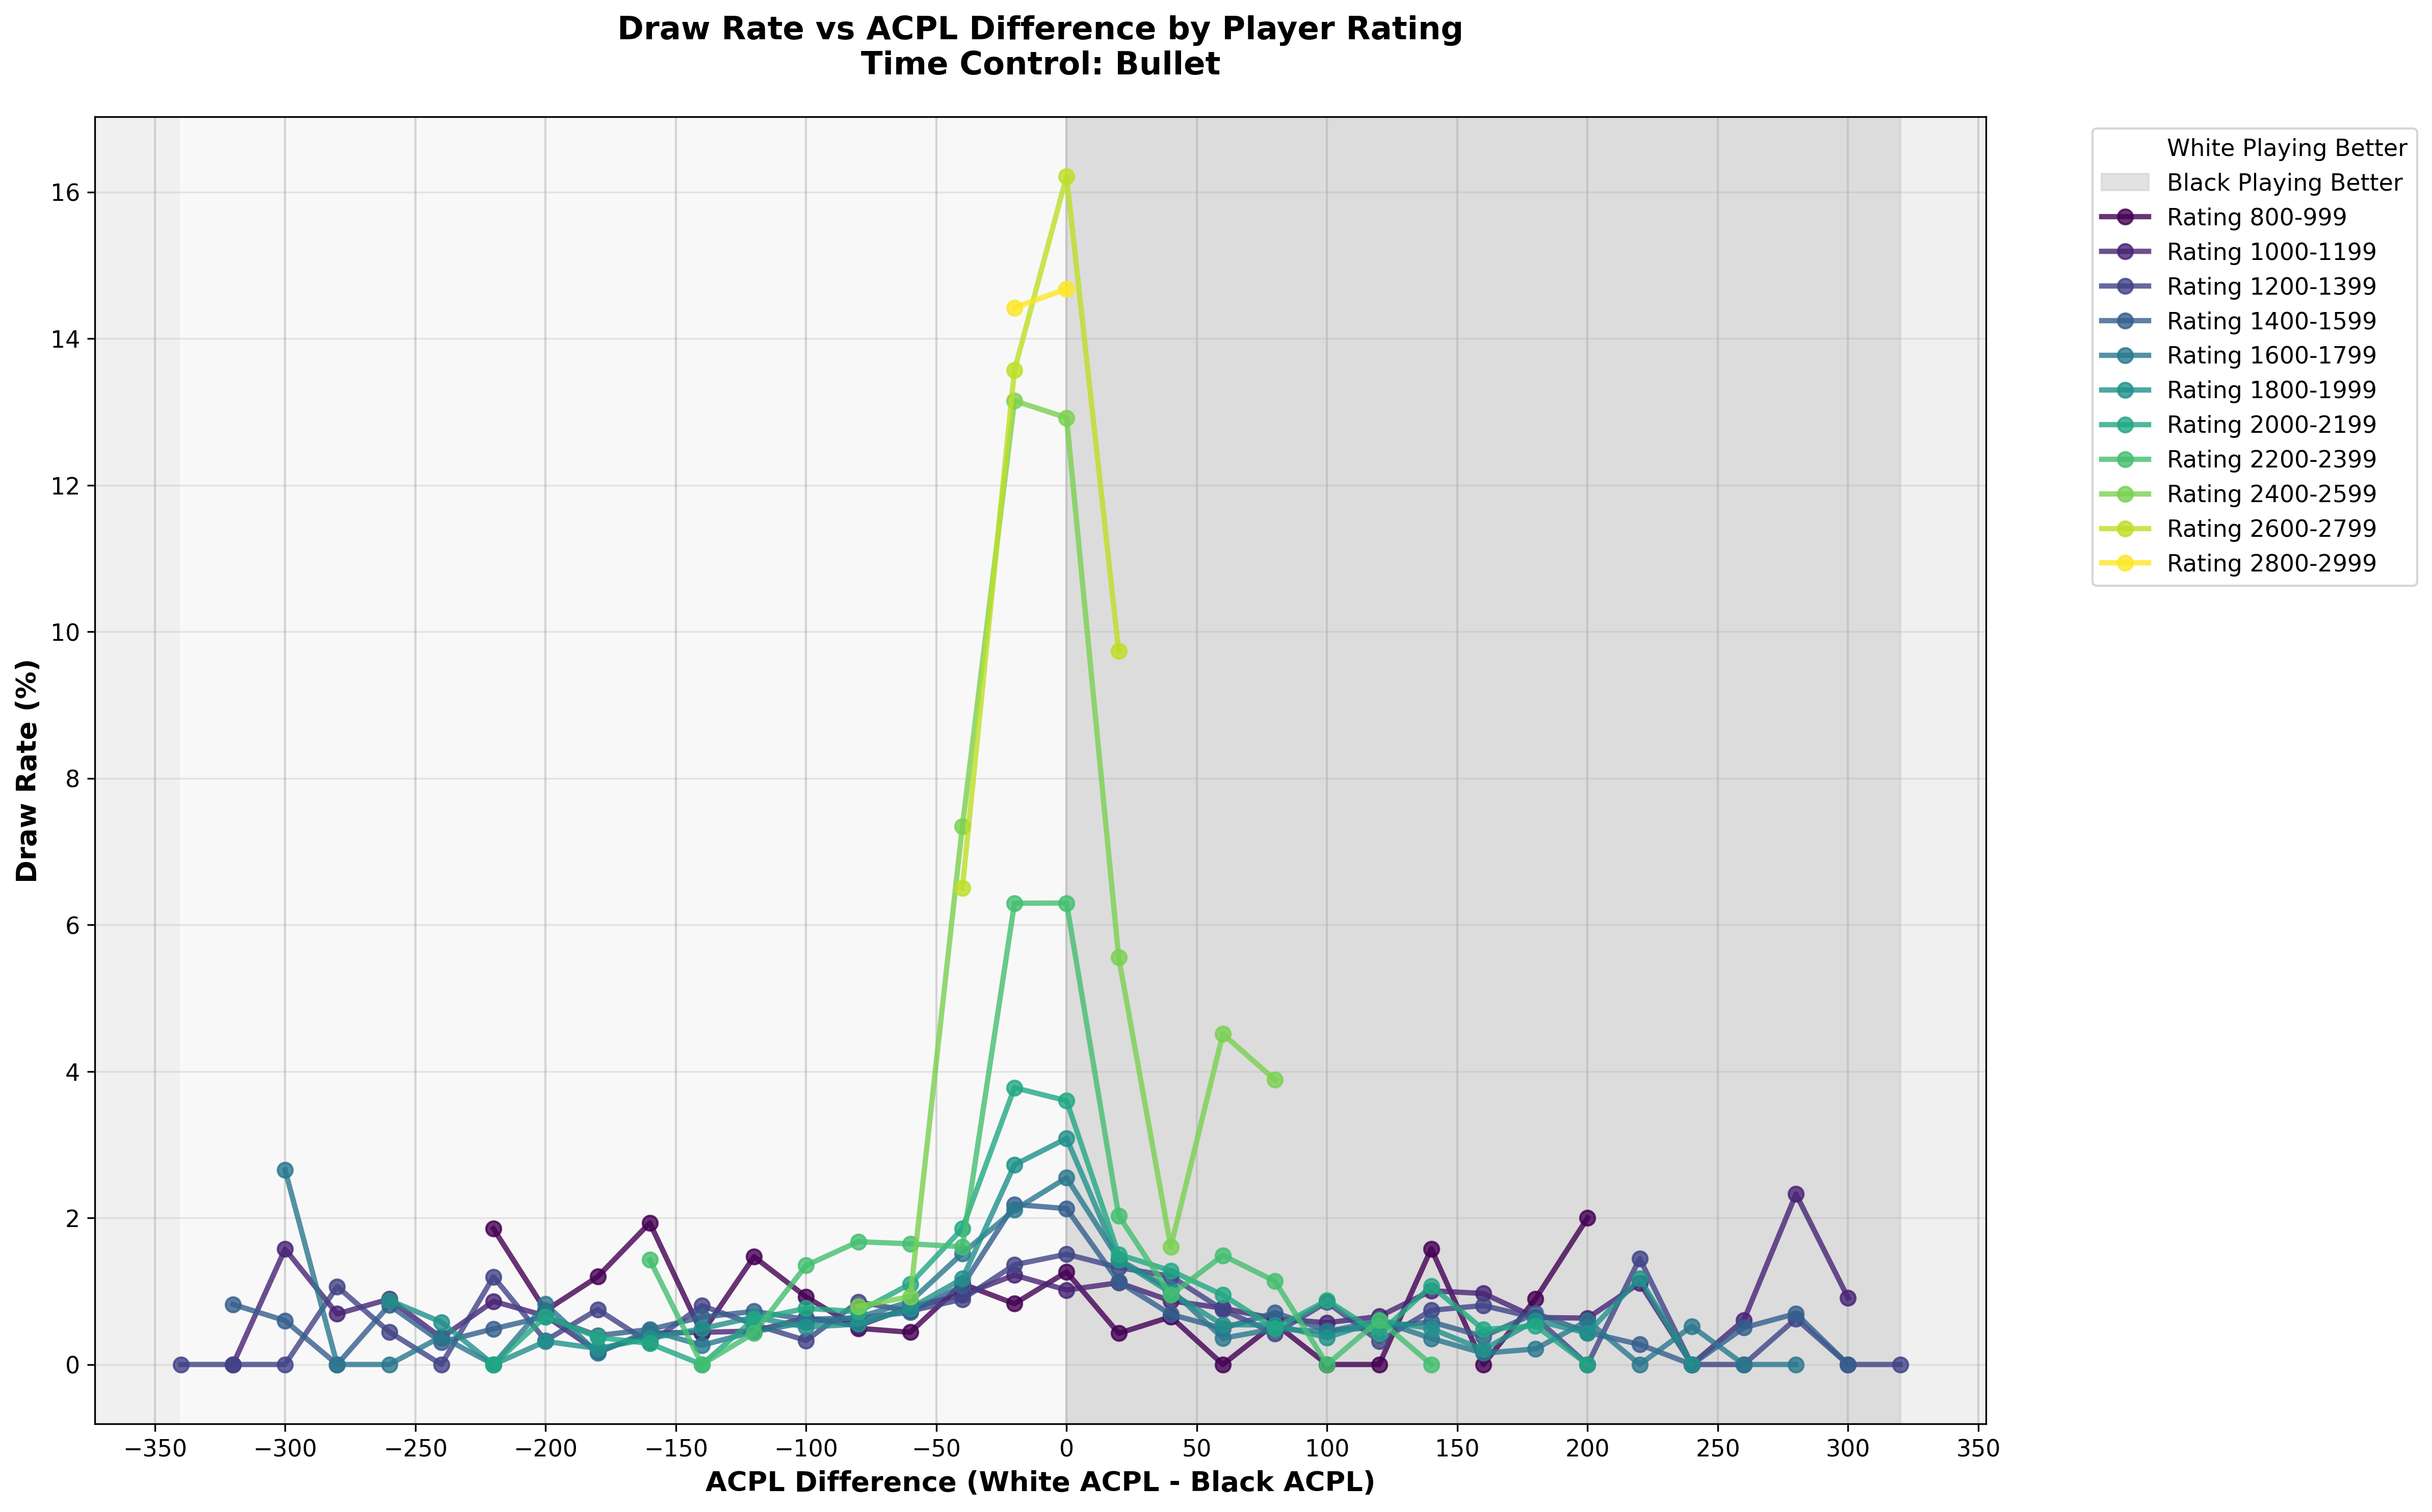 Draw Rate vs ACPL Difference by Player Rating
Time Control: Bullet
Draw Rate (%)
16
14
12
10
8
6
4
2
0
−350 −300 −250 −200 −150 −100 −50 0 50 100 150 200 250 300 350
ACPL Difference (White ACPL - Black ACPL)
White Playing Better
Black Playing Better
Rating 800-999
Rating 1000-1199
Rating 1200-1399
Rating 1400-1599
Rating 1600-1799
Rating 1800-1999
Rating 2000-2199
Rating 2200-2399
Rating 2400-2599
Rating 2600-2799
Rating 2800-2999